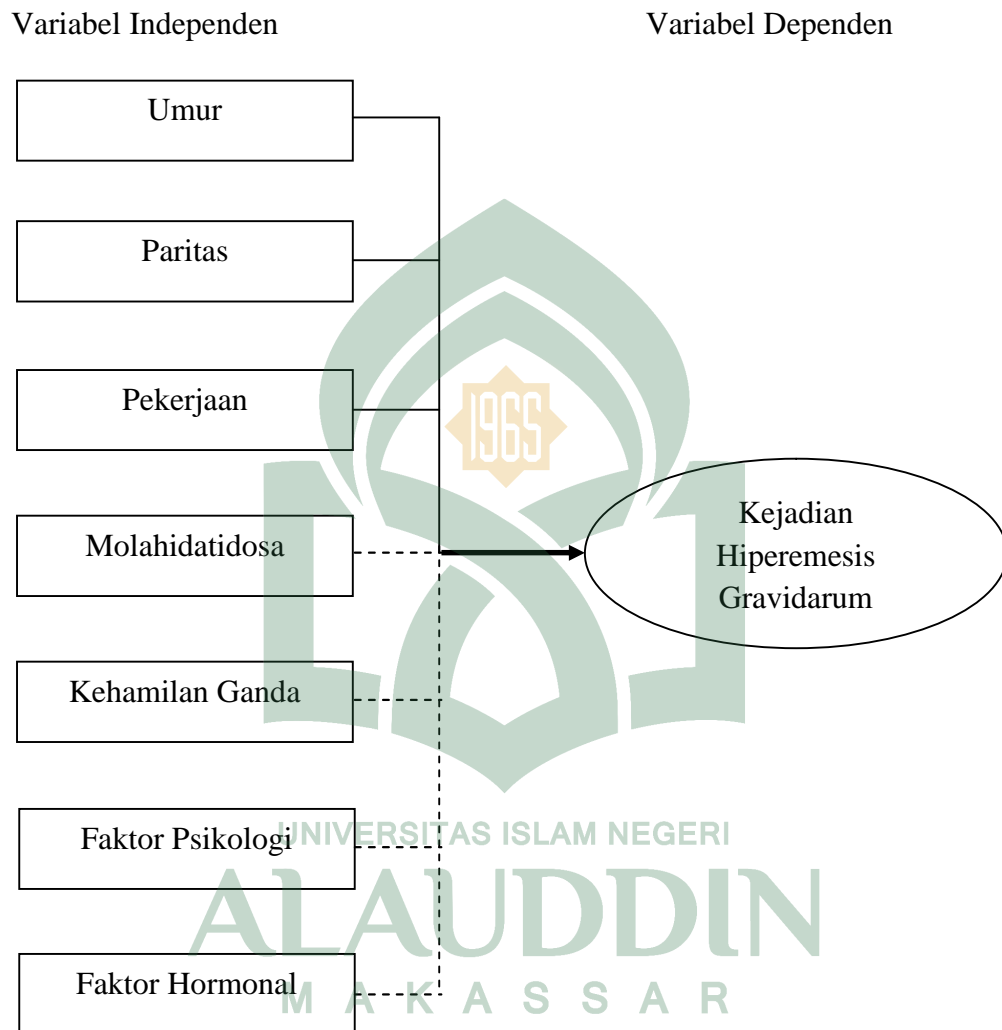 Variabel Independen
Variabel Dependen
Umur
Paritas
Pekerjaan
1965
Molahidatidosa
Kejadian
Hiperemesis
Gravidarum
Kehamilan Ganda
Faktor Psikologi
UNIVERSITAS ISLAM NEGERI
ALAUDDIN
Faktor Hormonal
MAKASSAR